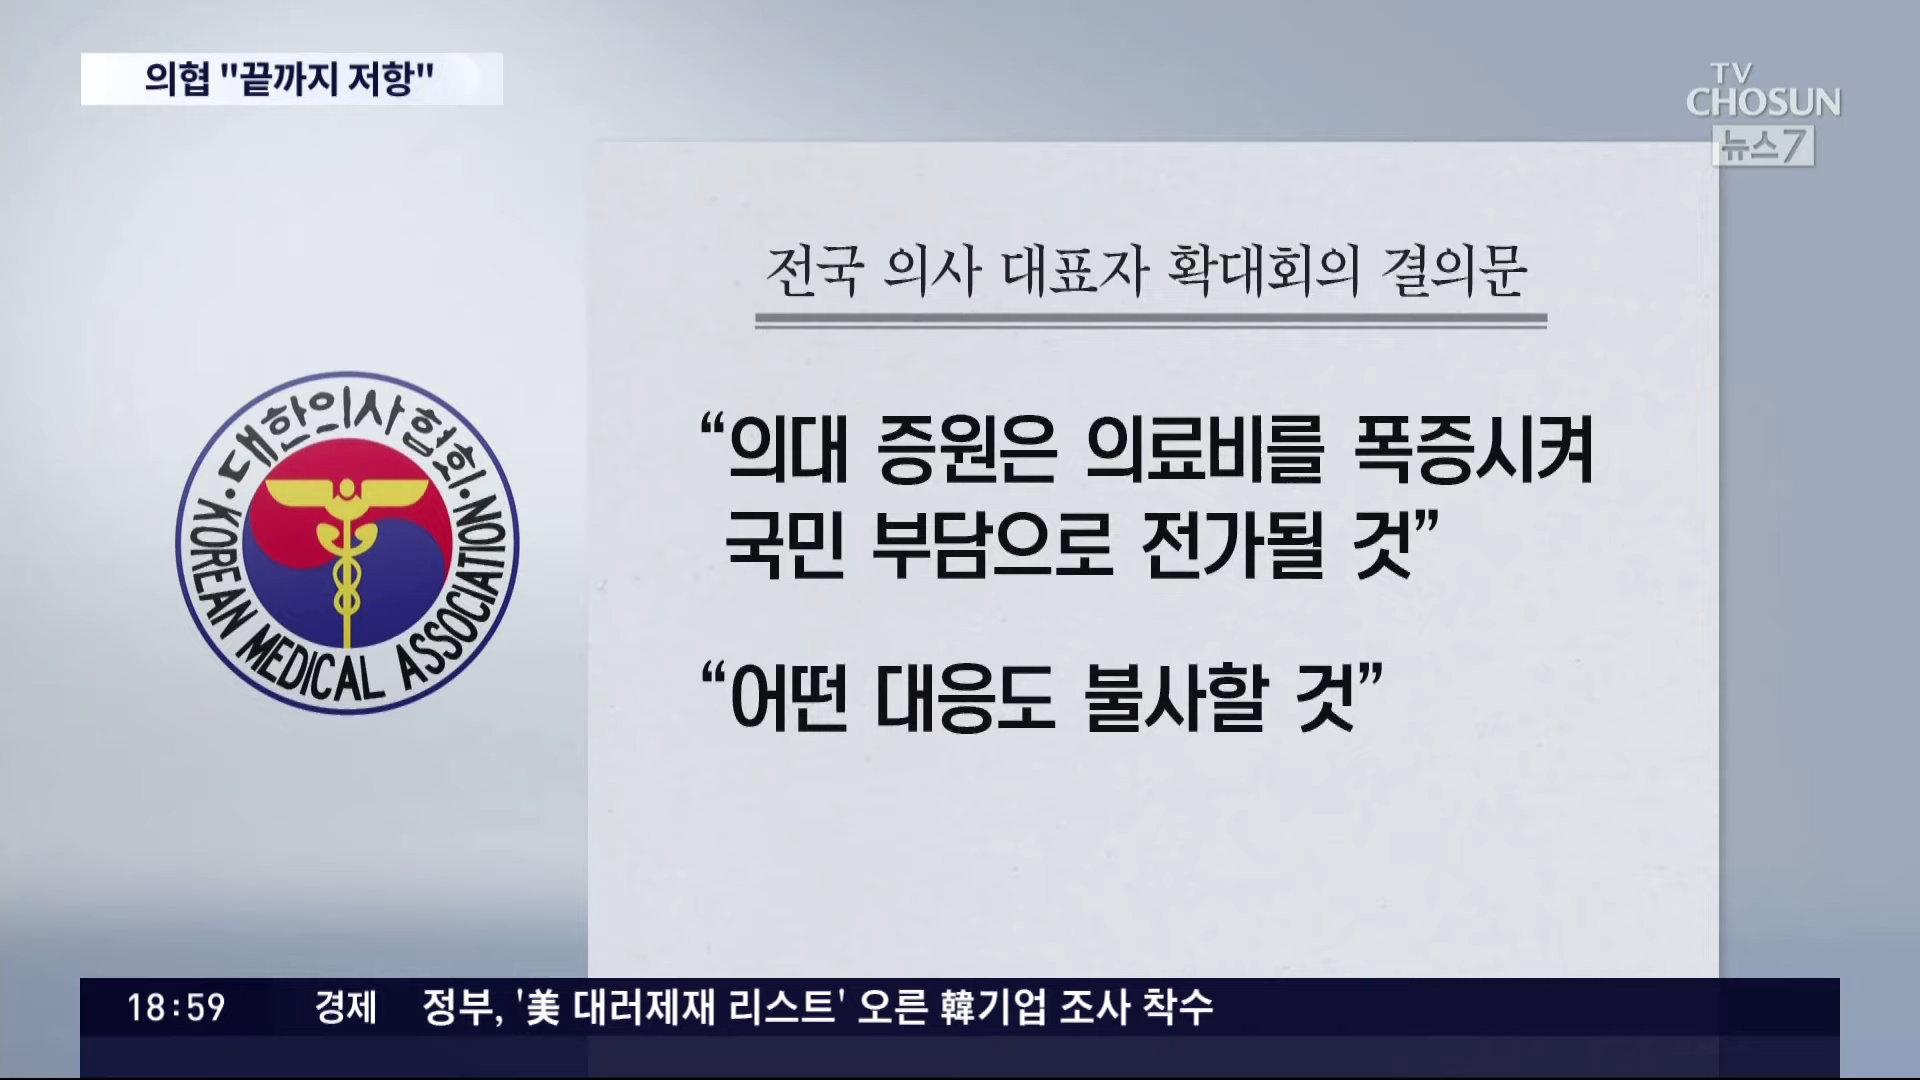 의협 "끝까지 저항"
TV
CHOSUN
뉴스7
전국 의사 대표자 확대회의 결의문
“의대 증원은 의료비를 폭증시켜
국민 부담으로 전가될 것”
“어떤 대응도 불사할 것”
·대한의사협회·
KOREAN MEDICAL ASSOCIATION
18:59 경제 정부, '美 대러제재 리스트' 오른 韓기업 조사 착수